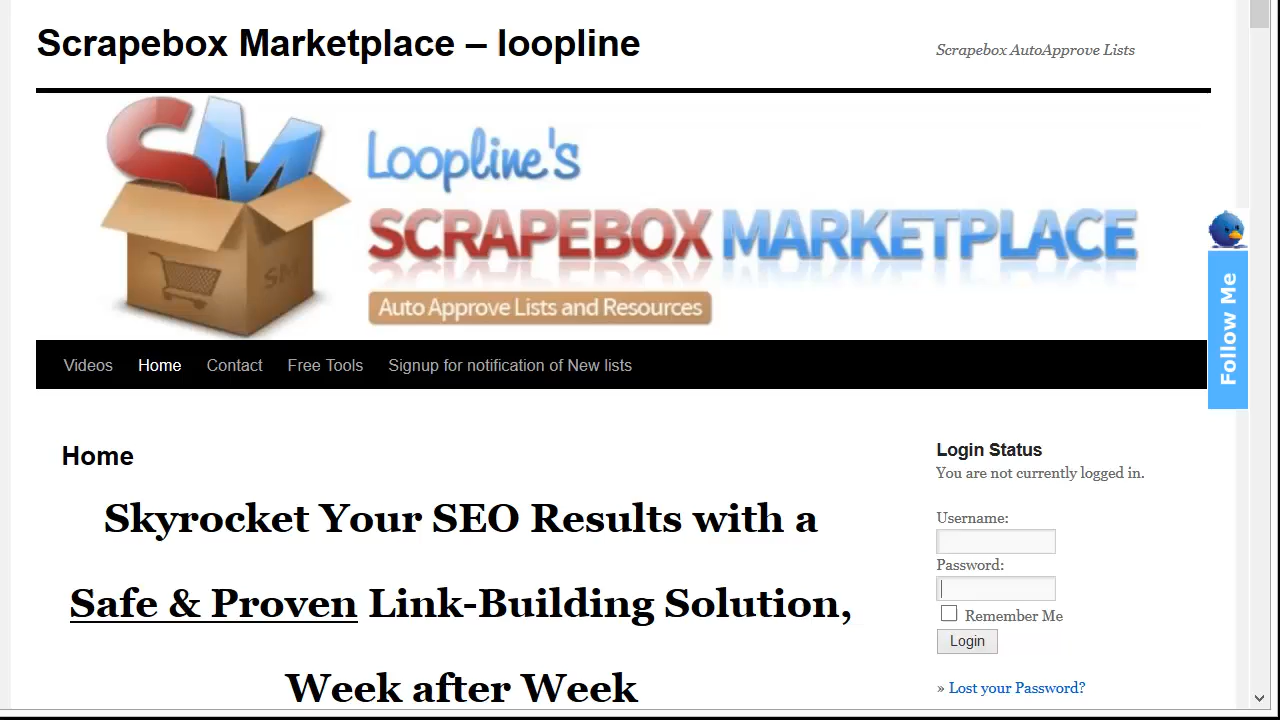 Scrapebox Marketplace – loopline
Scrapebox AutoApprove Lists
SM
Loopline's
SCRAPEBOX MARKETPLACE
SM
Auto Approve Lists and Resources
Follow Me
Videos Home Contact Free Tools Signup for notification of New lists
Home
Skyrocket Your SEO Results with a
Safe & Proven Link-Building Solution,
Week after Week
Login Status
You are not currently logged in.
Username:
Password:
Remember Me
Login
» Lost your Password?